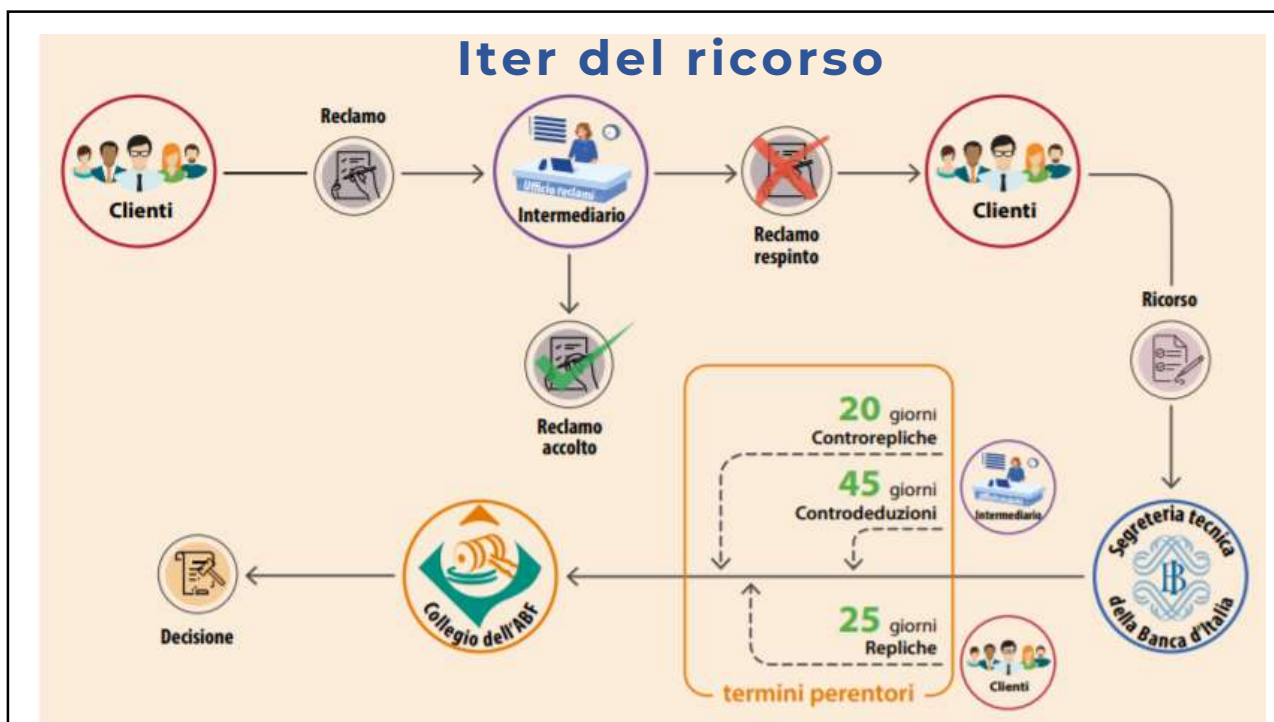 Iter del ricorso
Clienti
Reclamo
Ufficio reclami
Intermediario
Reclamo
respinto
Clienti
Ricorso
Reclamo
accolto
20 giorni
Controrepliche
45 giorni
Controdeduzioni
Intermediario
Segreteria tecnica
della Banca d'Italia
Collegio dell'ABF
Decisione
25 giorni
Repliche
Clienti
termini perentori